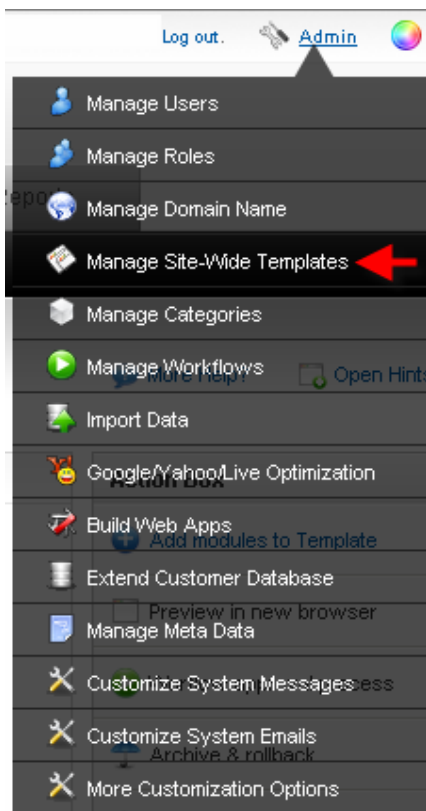 Log out. Admin
Manage Users
Manage Roles
Manage Domain Name
Manage Site-Wide Templates
Manage Categories
Manage Workflows
More Help? Open Hints
Import Data
Google/Yahoo/Live Optimization
Action Box
Build Web Apps
Add modules to Template
Extend Customer Database
Preview in new browser
Manage Meta Data
Customize System Messages
Customize System Emails
Archive & rollback
More Customization Options